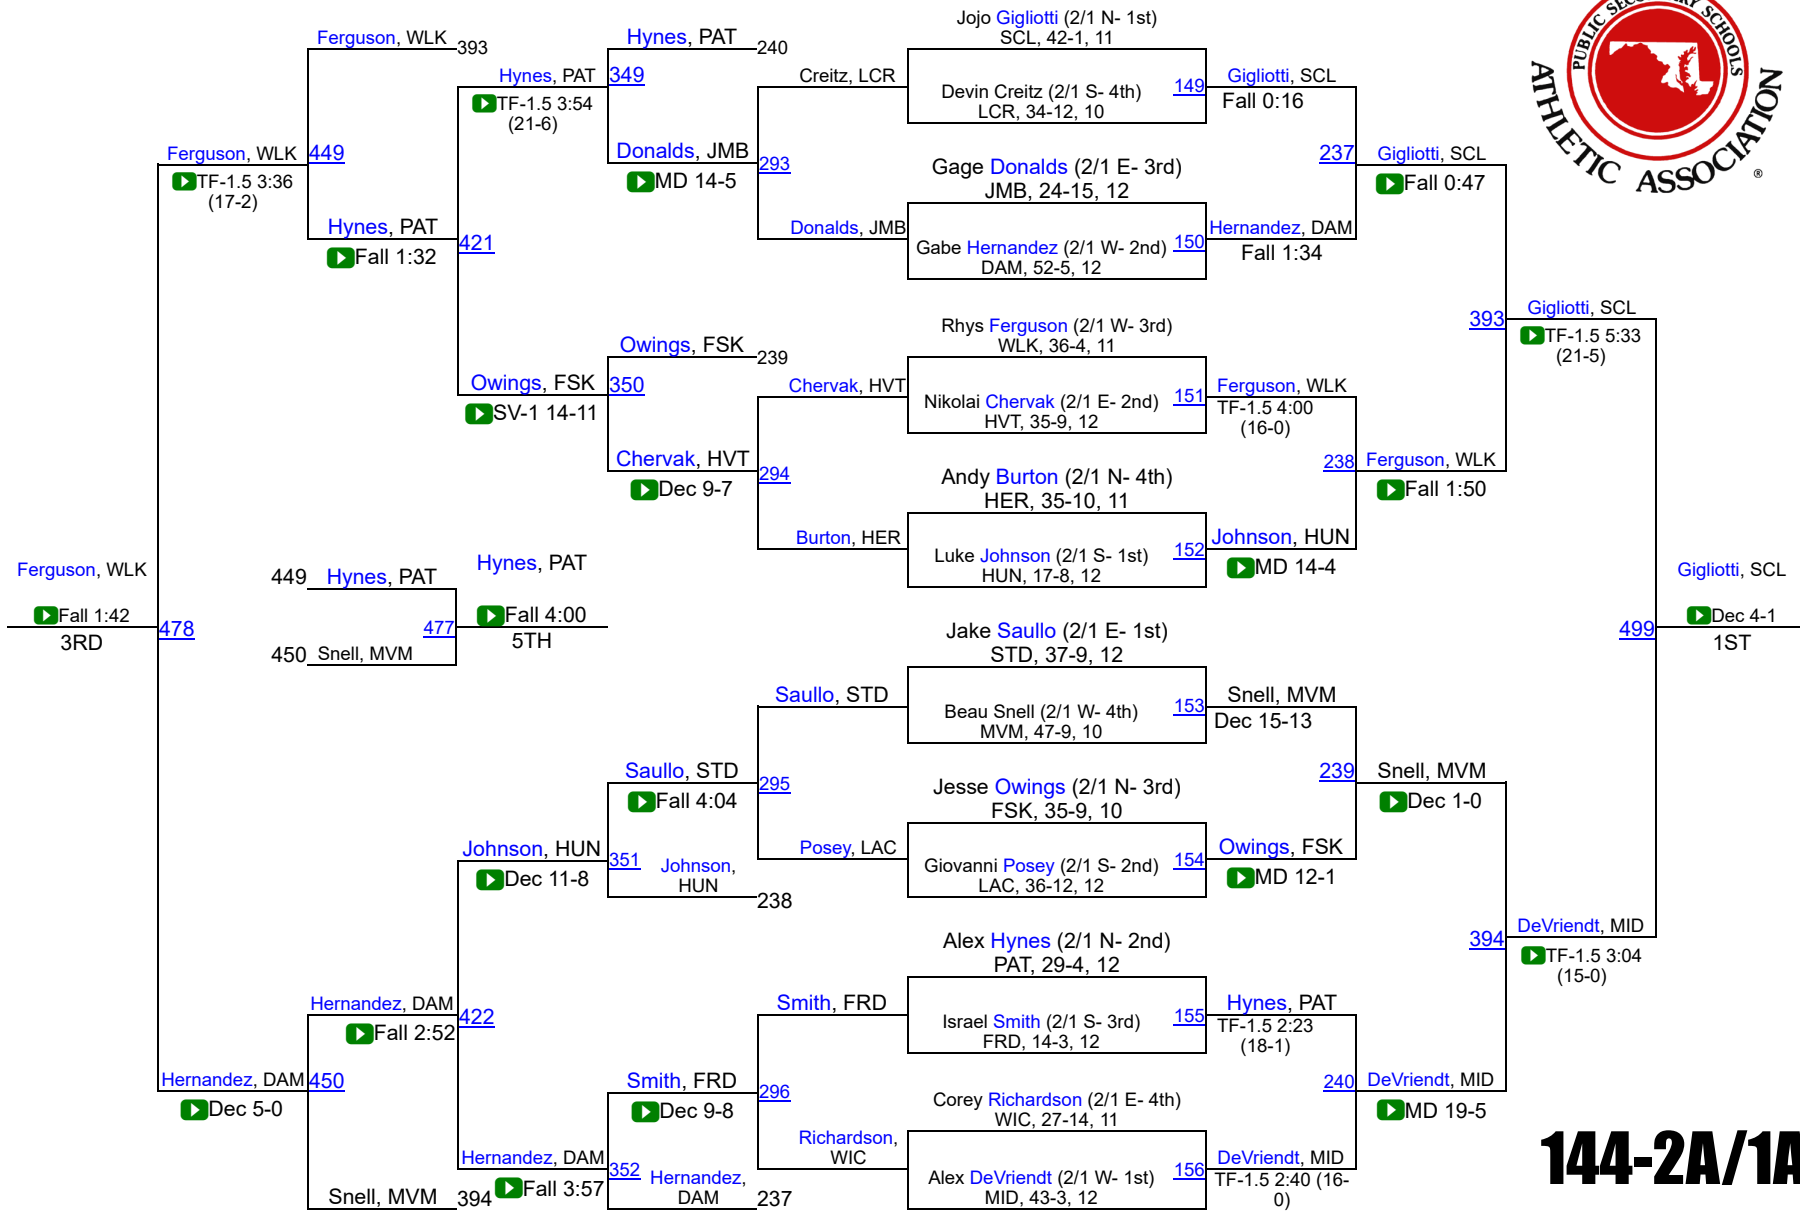 Ferguson, WLK
393
Hynes, PAT
349
TF-1.5 3:54
(21-6)
Hynes, PAT
240
Creitz, LCR
Donalds, JMB
293
MD 14-5
Donalds, JMB
Ferguson, WLK
449
TF-1.5 3:36
(17-2)
Hynes, PAT
421
Fall 1:32
Owings, FSK
239
Owings, FSK
350
SV-1 14-11
Chervak, HVT
Chervak, HVT
294
Dec 9-7
Burton, HER
Ferguson, WLK
Fall 1:42
3RD
478
449
Hynes, PAT
Hynes, PAT
477
Fall 4:00
5TH
450
Snell, MVM
Saullo, STD
Saullo, STD
295
Fall 4:04
Posey, LAC
Johnson, HUN
351
Dec 11-8
Johnson,
HUN
238
Hernandez, DAM
422
Fall 2:52
Smith, FRD
Smith, FRD
296
Dec 9-8
Richardson,
WIC
Hernandez, DAM
450
Dec 5-0
Hernandez, DAM
352
Fall 3:57
Hernandez,
DAM
237
Snell, MVM
394
Jojo Gigliotti (2/1 N- 1st)
SCL, 42-1, 11
Devin Creitz (2/1 S- 4th)
LCR, 34-12, 10
149
Gigliotti, SCL
Fall 0:16
Gage Donalds (2/1 E- 3rd)
JMB, 24-15, 12
Gabe Hernandez (2/1 W- 2nd)
DAM, 52-5, 12
150
Hernandez, DAM
Fall 1:34
237
Gigliotti, SCL
Fall 0:47
Rhys Ferguson (2/1 W- 3rd)
WLK, 36-4, 11
Nikolai Chervak (2/1 E- 2nd)
HVT, 35-9, 12
151
Ferguson, WLK
TF-1.5 4:00
(16-0)
Andy Burton (2/1 N- 4th)
HER, 35-10, 11
Luke Johnson (2/1 S- 1st)
HUN, 17-8, 12
152
Johnson, HUN
MD 14-4
238
Ferguson, WLK
Fall 1:50
393
Gigliotti, SCL
TF-1.5 5:33
(21-5)
Jake Saullo (2/1 E- 1st)
STD, 37-9, 12
Beau Snell (2/1 W- 4th)
MVM, 47-9, 10
153
Snell, MVM
Dec 15-13
Jesse Owings (2/1 N- 3rd)
FSK, 35-9, 10
Giovanni Posey (2/1 S- 2nd)
LAC, 36-12, 12
154
Owings, FSK
MD 12-1
239
Snell, MVM
Dec 1-0
Alex Hynes (2/1 N- 2nd)
PAT, 29-4, 12
Israel Smith (2/1 S- 3rd)
FRD, 14-3, 12
155
Hynes, PAT
TF-1.5 2:23
(18-1)
Corey Richardson (2/1 E- 4th)
WIC, 27-14, 11
Alex DeVriendt (2/1 W- 1st)
MID, 43-3, 12
156
DeVriendt, MID
TF-1.5 2:40 (16-
0)
240
DeVriendt, MID
MD 19-5
394
DeVriendt, MID
TF-1.5 3:04
(15-0)
499
Gigliotti, SCL
Dec 4-1
1ST
PUBLIC SECONDARY SCHOOLS
ATHLETIC ASSOCIATION
®
144-2A/1A